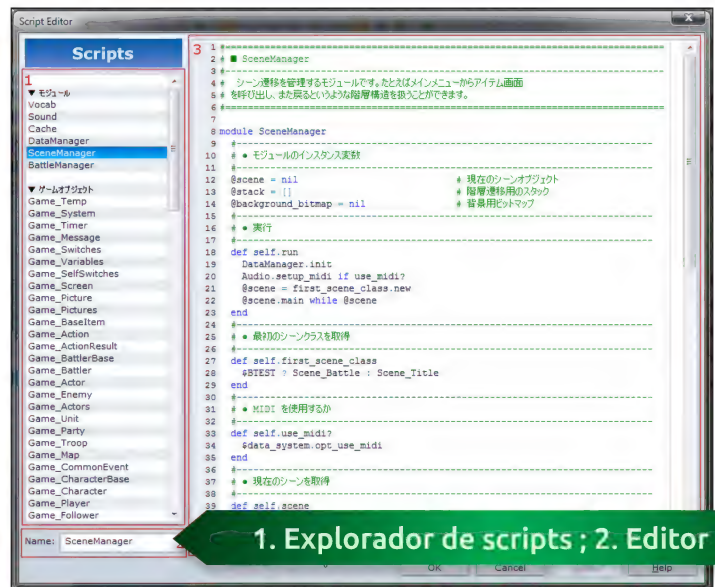 Script Editor
Scripts
1
▼ モジュール
Vocab
Sound
Cache
DataManager
SceneManager
BattleManager
▼ ゲームオブジェクト
Game_Temp
Game_System
Game_Timer
Game_Message
Game_Switches
Game_Variables
Game_SelfSwitches
Game_Screen
Game_Picture
Game_Pictures
Game_BaseItem
Game_Action
Game_ActionResult
Game_BattlerBase
Game_Battler
Game_Actor
Game_Enemy
Game_Actors
Game_Unit
Game_Party
Game_Troop
Game_Map
Game_CommonEvent
Game_CharacterBase
Game_Character
Game_Player
Game_Follower
Name: SceneManager
3
1 #==============================================================================
2 # ■ SceneManager
3 #------------------------------------------------------------------------------
4 #  シーン遷移を管理するモジュールです。たとえばメインメニューからアイテム画面
5 # を呼び出し、また戻るというような階層構造を扱うことができます。
6 #==============================================================================
7
8 module SceneManager
9 #--------------------------------------------------------------------------
10 # ● モジュールのインスタンス変数
11 #--------------------------------------------------------------------------
12 @scene = nil # 現在のシーンオブジェクト
13 @stack = [] # 階層遷移用のスタック
14 @background_bitmap = nil # 背景用ビットマップ
15 #--------------------------------------------------------------------------
16 # ● 実行
17 #--------------------------------------------------------------------------
18 def self.run
19 DataManager.init
20 Audio.setup_midi if use_midi?
21 @scene = first_scene_class.new
22 @scene.main while @scene
23 end
24 #--------------------------------------------------------------------------
25 # ● 最初のシーンクラスを取得
26 #--------------------------------------------------------------------------
27 def self.first_scene_class
28 $BTEST ? Scene_Battle : Scene_Title
29 end
30 #--------------------------------------------------------------------------
31 # ● MIDI を使用するか
32 #--------------------------------------------------------------------------
33 def self.use_midi?
34 $data_system.opt_use_midi
35 end
36 #--------------------------------------------------------------------------
37 # ● 現在のシーンを取得
38 #--------------------------------------------------------------------------
39 def self.scene
1. Explorador de scripts ; 2. Editor
OK
Cancel
Help